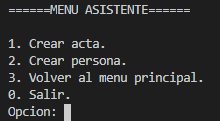 ======MENU ASISTENTE======
1. Crear acta.
2. Crear persona.
3. Volver al menu principal.
0. Salir.
Opcion: